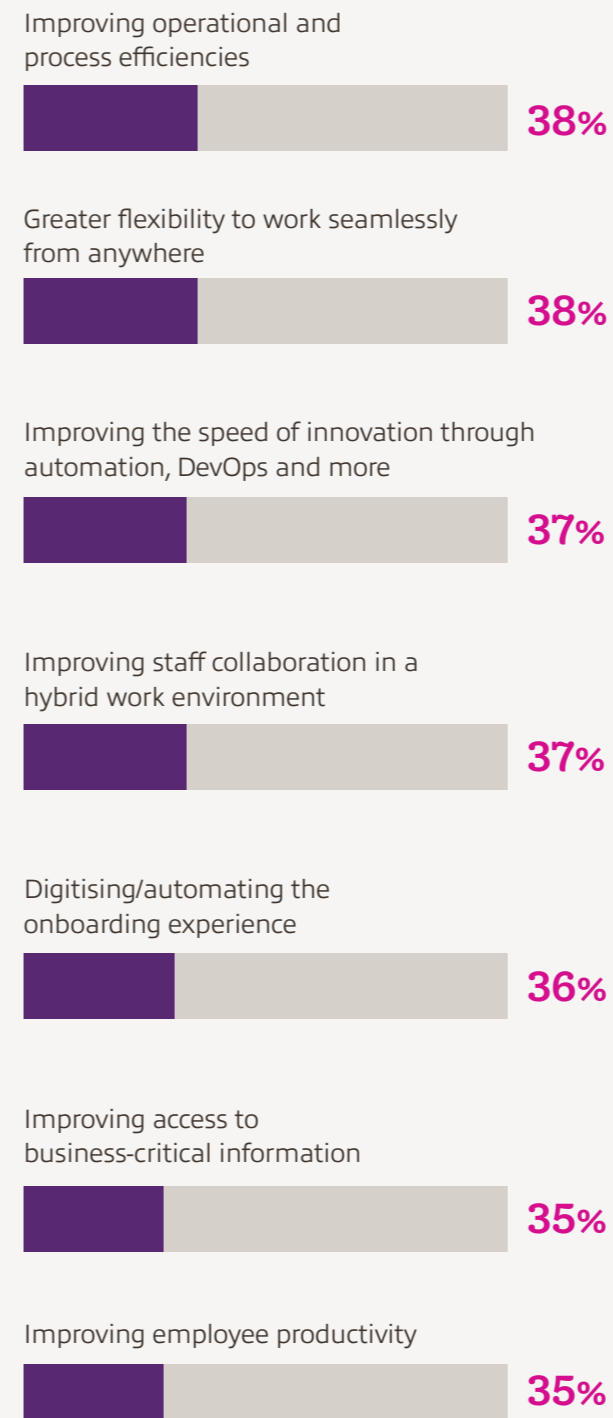 Improving operational and
process efficiencies
38%
Greater flexibility to work seamlessly
from anywhere
38%
Improving the speed of innovation through
automation, DevOps and more
37%
Improving staff collaboration in a
hybrid work environment
37%
Digitising/automating the
onboarding experience
36%
Improving access to
business-critical information
35%
Improving employee productivity
35%